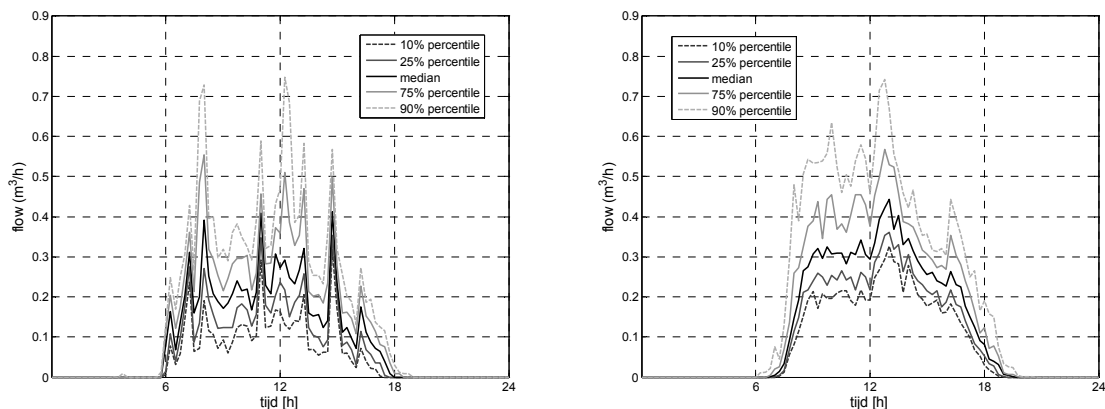 0.9
0.8
0.7
0.6
0.5
0.4
0.3
0.2
0.1
0
flow (m³/h)
6 12 18 24
tijd [h]
10% percentile
25% percentile
median
75% percentile
90% percentile
0.9
0.8
0.7
0.6
0.5
0.4
0.3
0.2
0.1
0
flow (m³/h)
6 12 18 24
tijd [h]
10% percentile
25% percentile
median
75% percentile
90% percentile